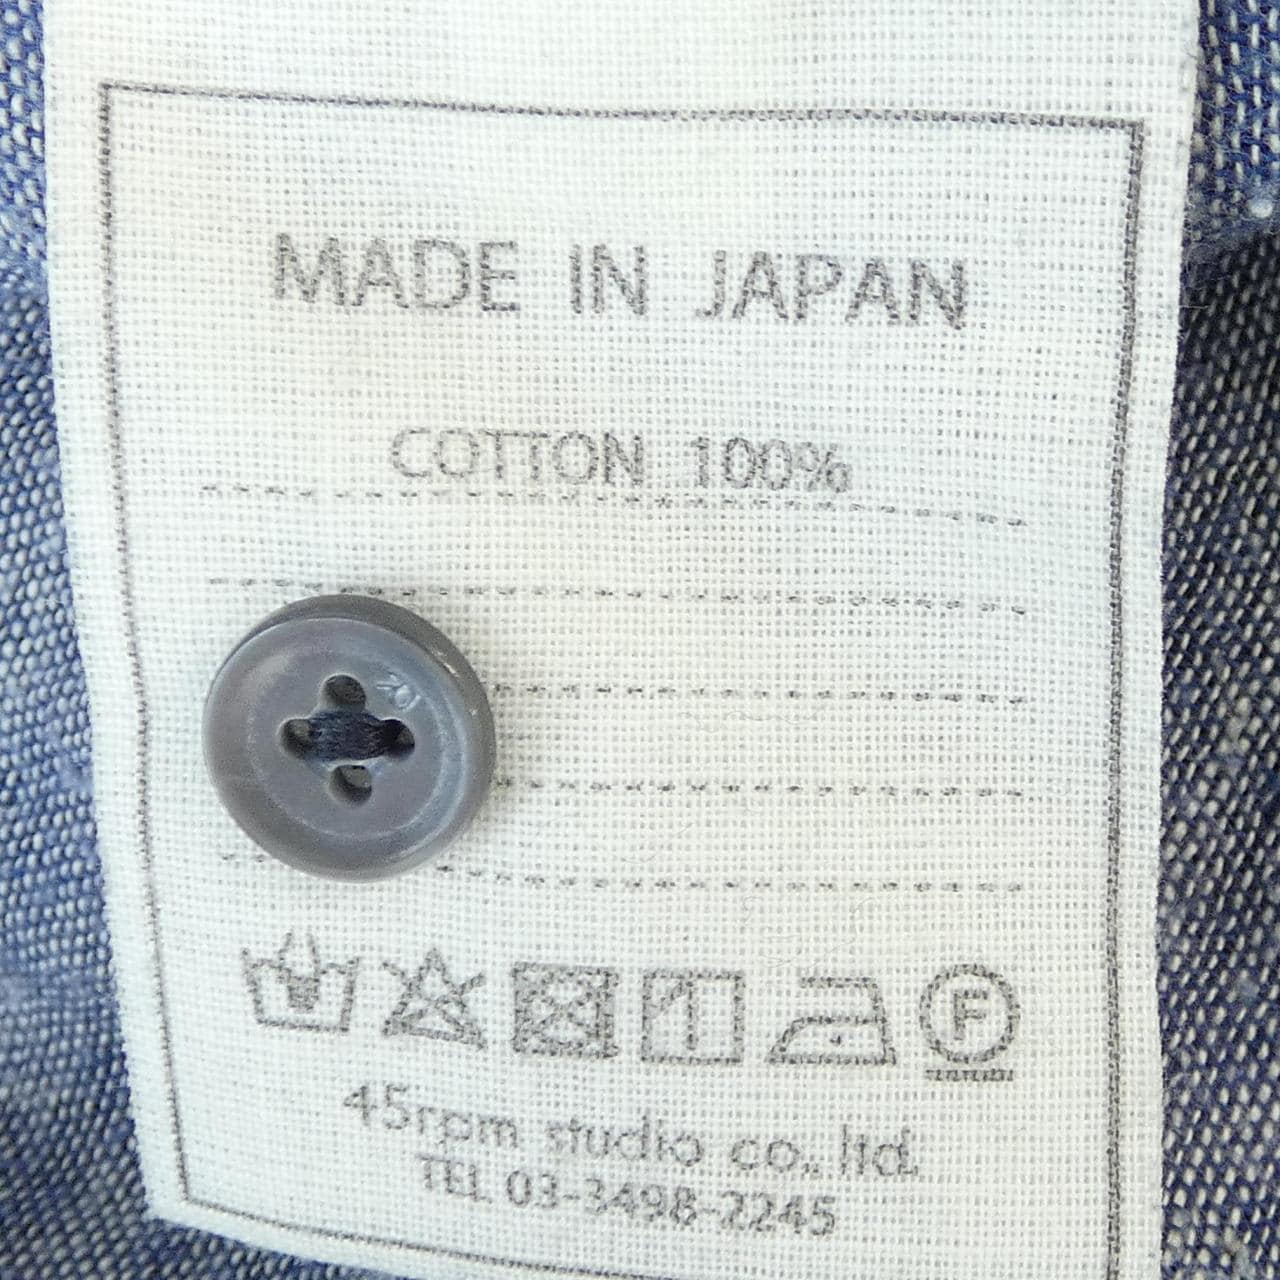 MADE IN JAPAN
COTTON 100%
F
45rpm studio co., ltd.
TEL 03-3498-2245